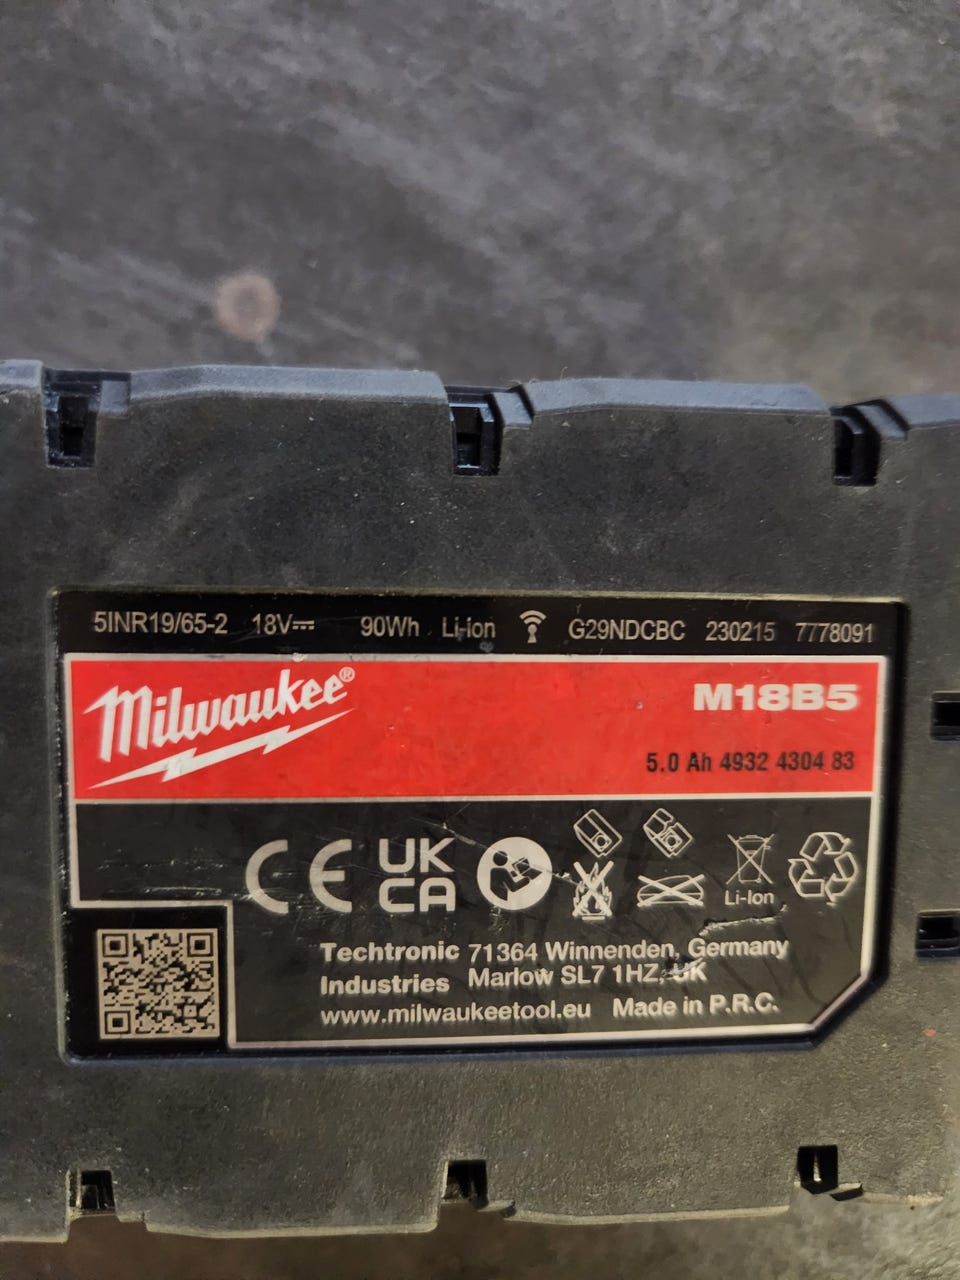 5INR19/65-2 18V 90Wh Li-ion G29NDCBC 230215 7778091
Milwaukee®
M18B5
5.0 Ah 4932 4304 83
CE UK CA
Li-Ion
Techtronic 71364 Winnenden, Germany
Industries Marlow SL7 1HZ, UK
www.milwaukeetool.eu Made in P.R.C.